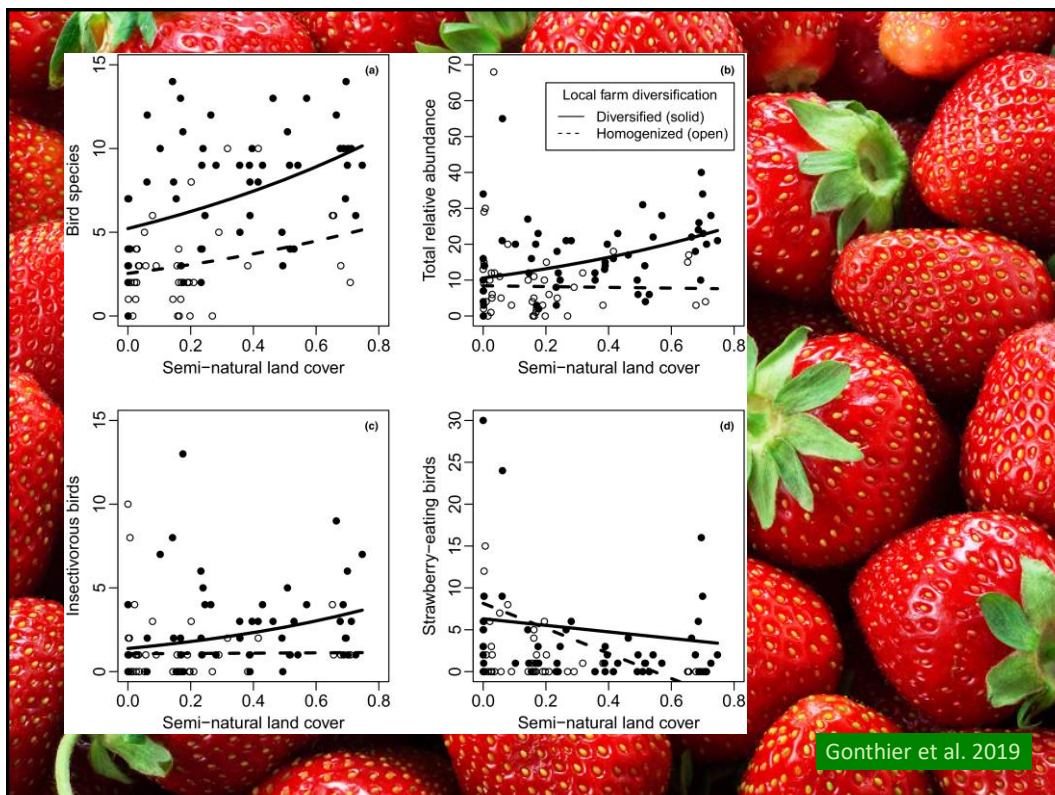 (a)
Bird species
15
10
5
0
0.0 0.2 0.4 0.6 0.8
Semi−natural land cover
(b)
Total relative abundance
70
60
50
40
30
20
10
0
Local farm diversification
Diversified (solid)
Homogenized (open)
0.0 0.2 0.4 0.6 0.8
Semi−natural land cover
(c)
Insectivorous birds
15
10
5
0
0.0 0.2 0.4 0.6 0.8
Semi−natural land cover
(d)
Strawberry−eating birds
30
25
20
15
10
5
0
0.0 0.2 0.4 0.6 0.8
Semi−natural land cover
Gonthier et al. 2019